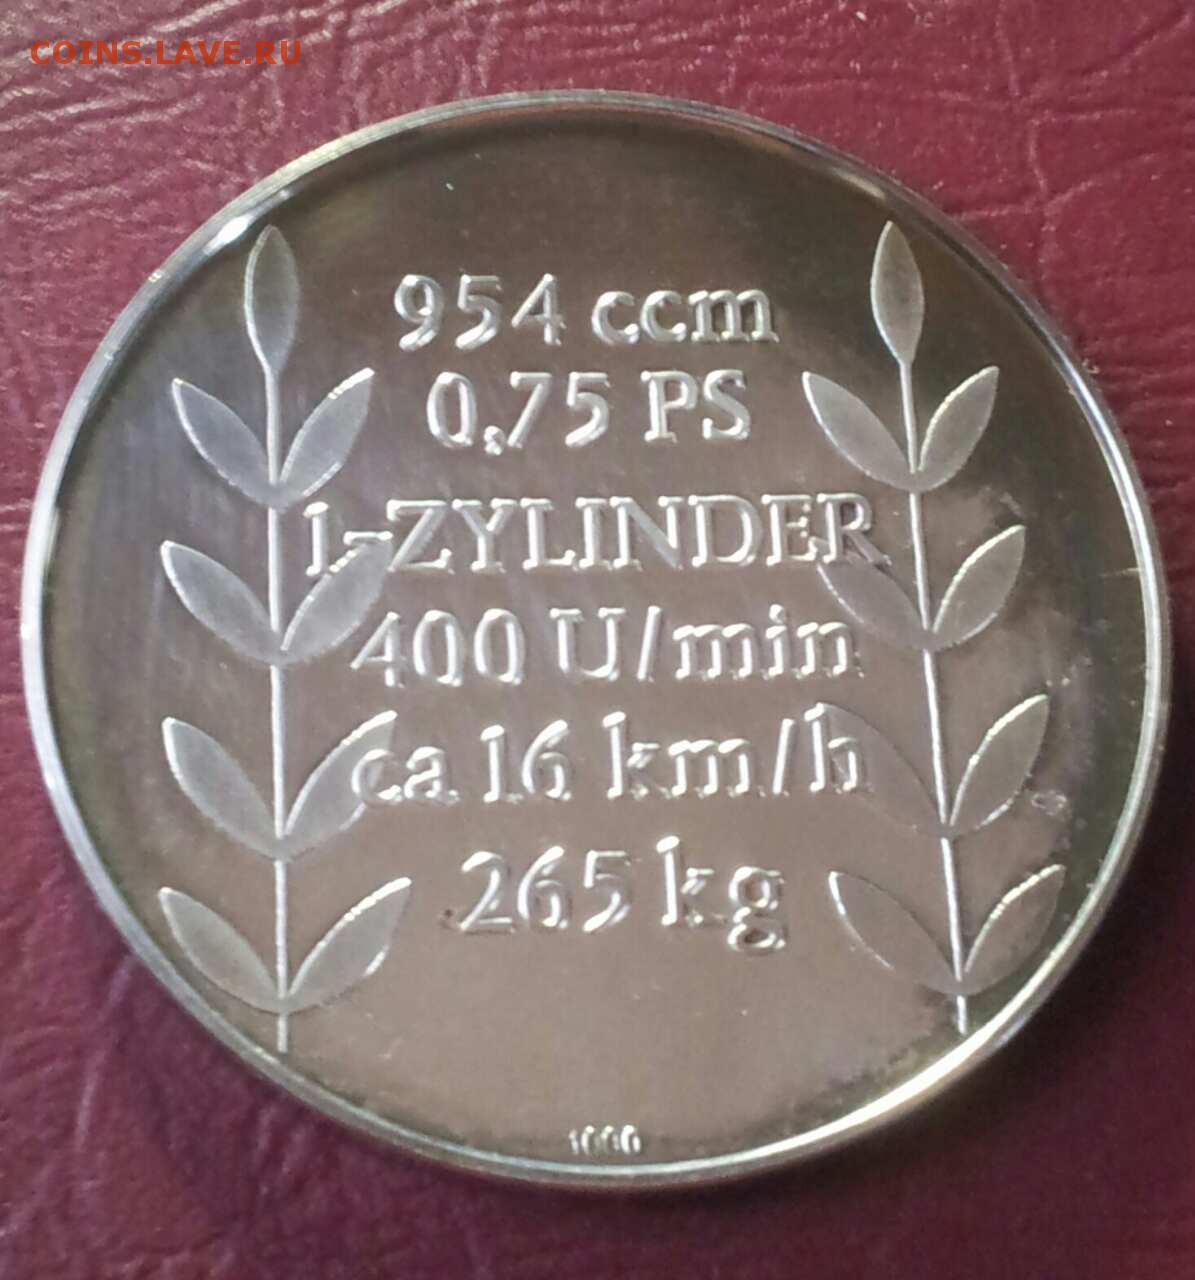 COINS.LAVE.RU
954 ccm
0,75 PS
1-ZYLINDER
400 U/min
ca 16 km/h
265 kg
1000